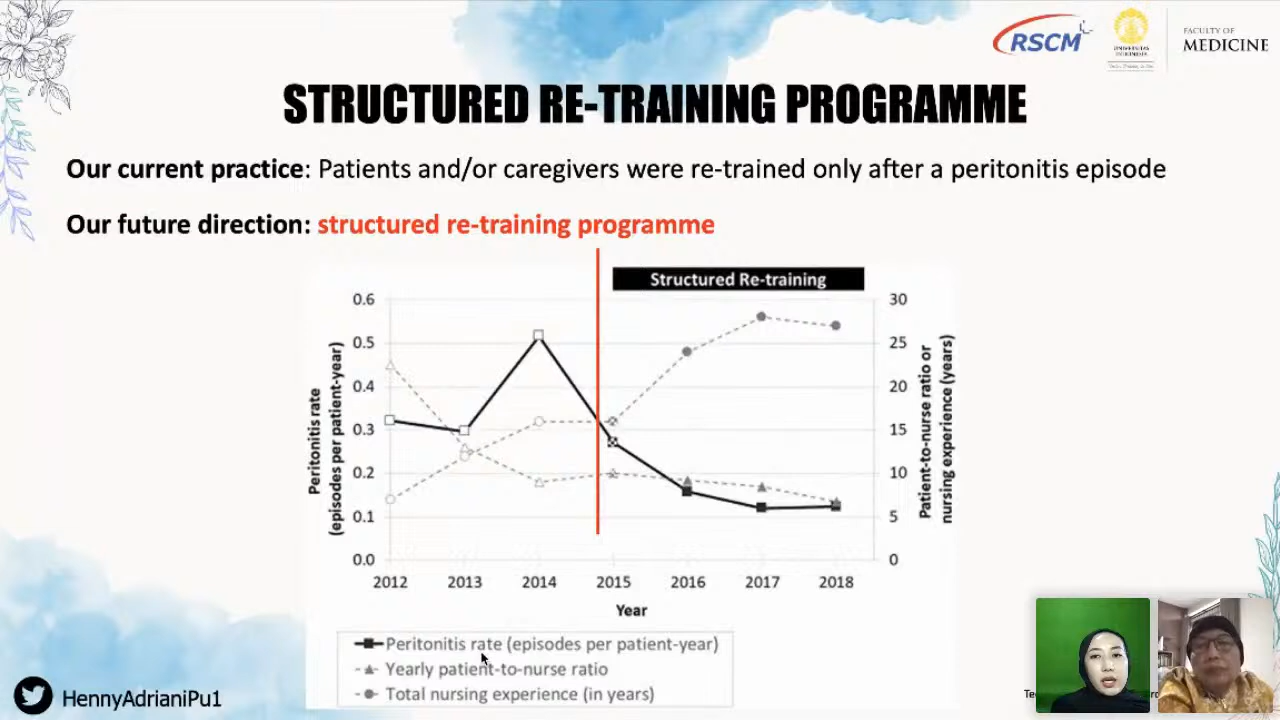 RSCM
UNIVERSITAS
INDONESIA
FACULTY OF
MEDICINE
STRUCTURED RE-TRAINING PROGRAMME
Our current practice: Patients and/or caregivers were re-trained only after a peritonitis episode
Our future direction: structured re-training programme
Structured Re-training
Peritonitis rate
(episodes per patient-year)
0.6
0.5
0.4
0.3
0.2
0.1
0.0
30
25
20
15
10
5
0
Patient-to-nurse ratio or
nursing experience (years)
2012 2013 2014 2015 2016 2017 2018
Year
Peritonitis rate (episodes per patient-year)
Yearly patient-to-nurse ratio
Total nursing experience (in years)
HennyAdrianiPu1